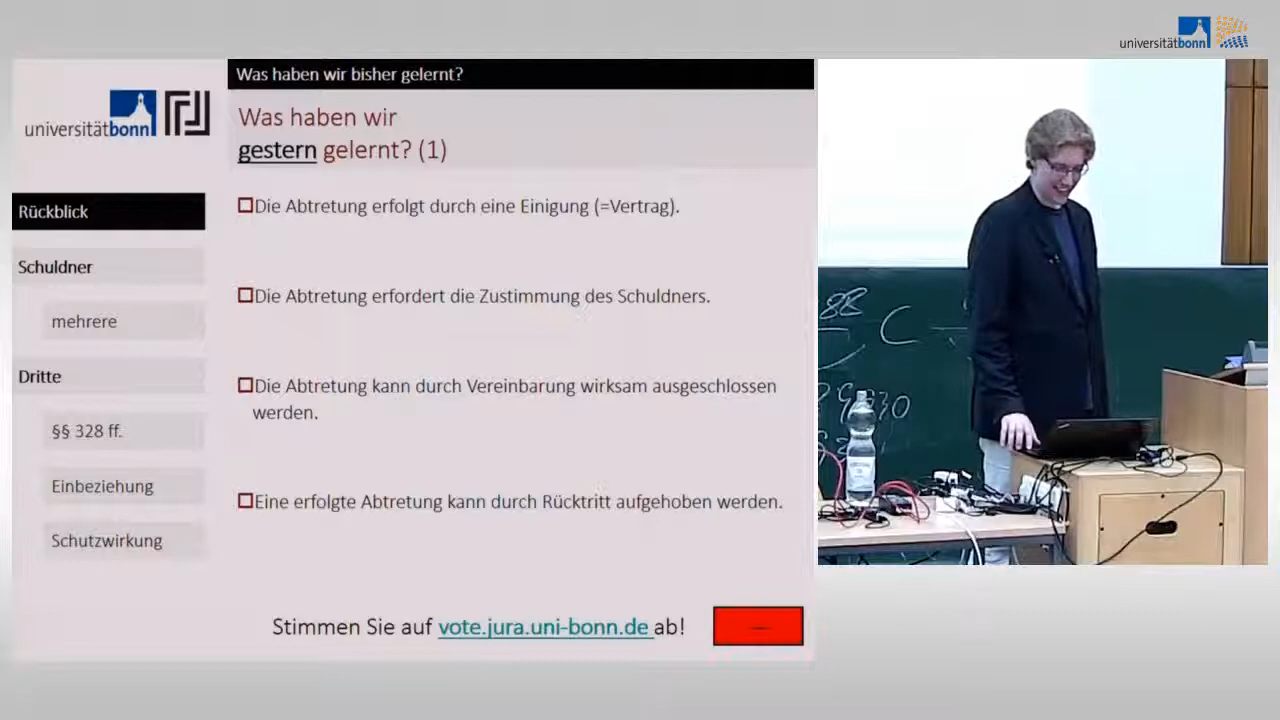 universitätbonn
Was haben wir bisher gelernt?
universitätbonn
Was haben wir
gestern gelernt? (1)
Rückblick
Schuldner
mehrere
Dritte
§§ 328 ff.
Einbeziehung
Schutzwirkung
Die Abtretung erfolgt durch eine Einigung (=Vertrag).
Die Abtretung erfordert die Zustimmung des Schuldners.
Die Abtretung kann durch Vereinbarung wirksam ausgeschlossen
werden.
Eine erfolgte Abtretung kann durch Rücktritt aufgehoben werden.
Stimmen Sie auf vote.jura.uni-bonn.de ab!
88
C